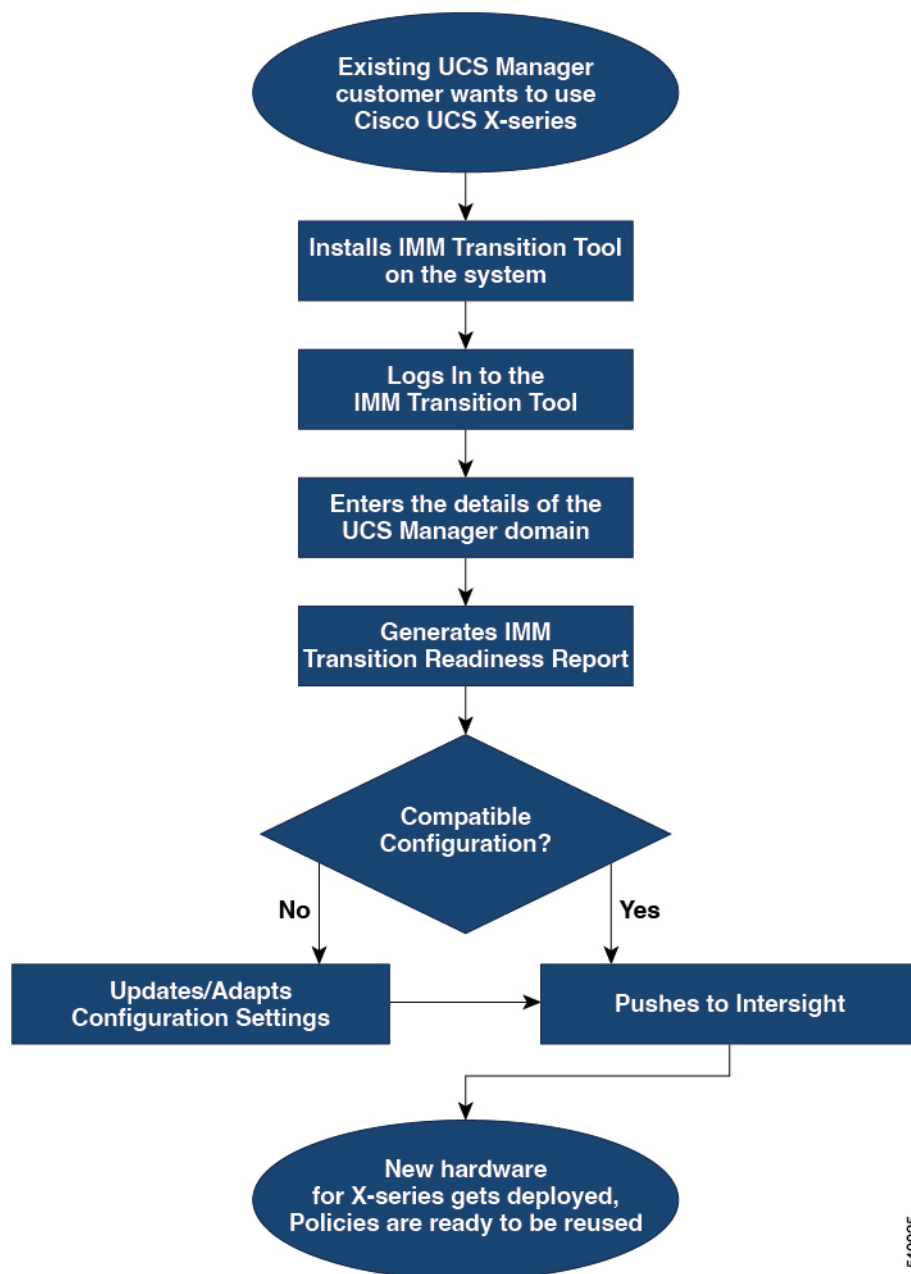 Existing UCS Manager
customer wants to use
Cisco UCS X-series
Installs IMM Transition Tool
on the system
Logs In to the
IMM Transition Tool
Enters the details of the
UCS Manager domain
Generates IMM
Transition Readiness Report
Compatible
Configuration?
No
Yes
Updates/Adapts
Configuration Settings
Pushes to Intersight
New hardware
for X-series gets deployed,
Policies are ready to be reused